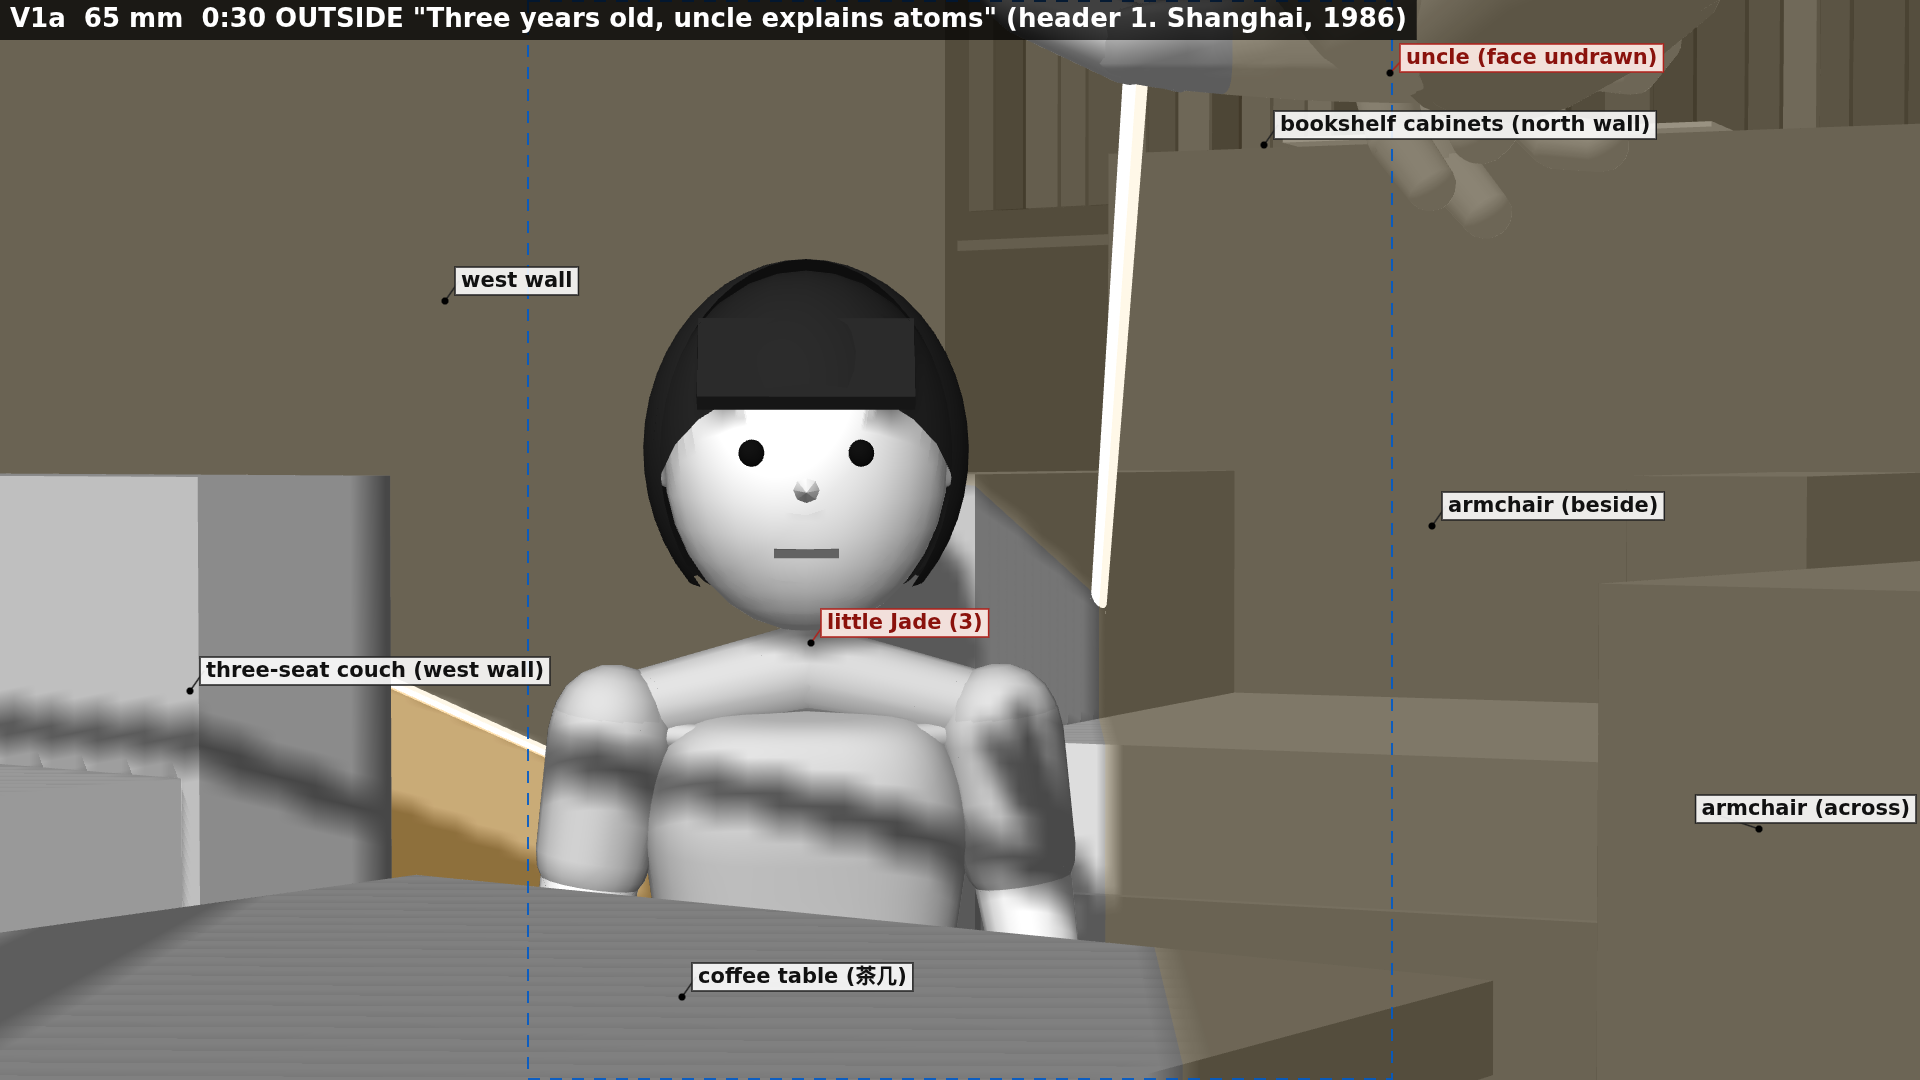 V1a  65 mm  0:30 OUTSIDE "Three years old, uncle explains atoms" (header 1. Shanghai, 1986)
uncle (face undrawn)
bookshelf cabinets (north wall)
west wall
armchair (beside)
little Jade (3)
three-seat couch (west wall)
armchair (across)
coffee table (茶几)